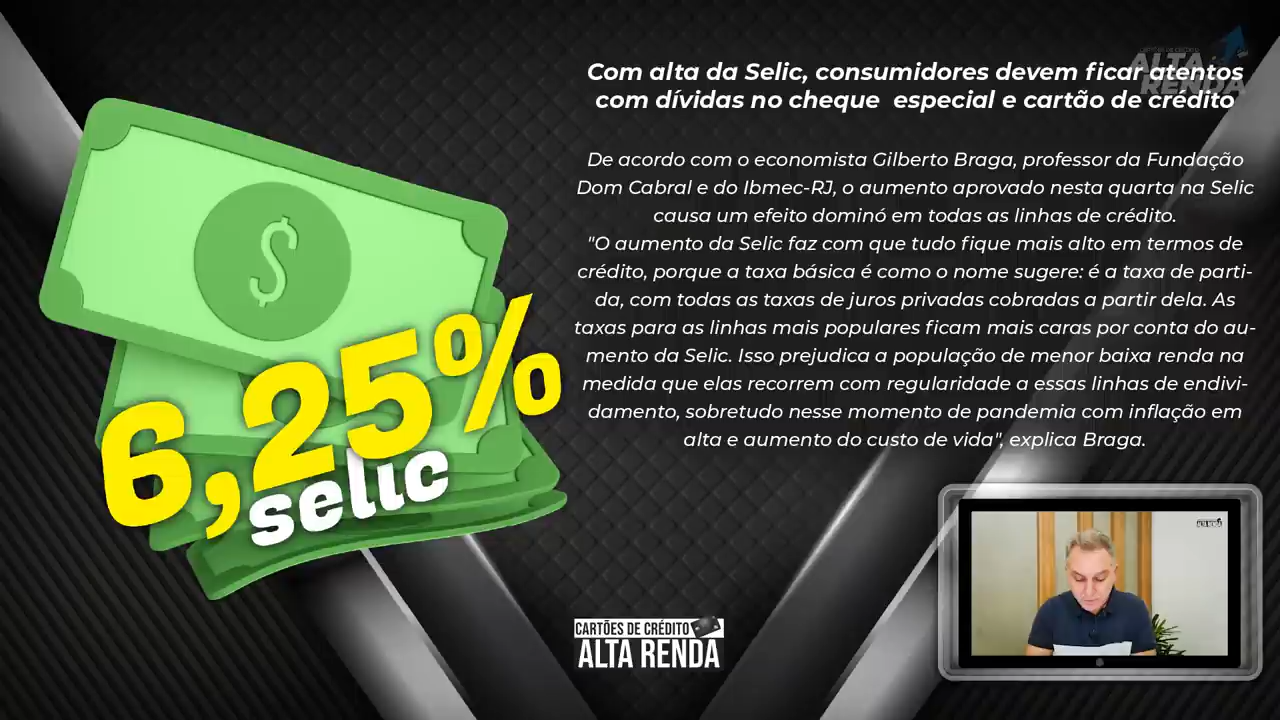 Com alta da Selic, consumidores devem ficar atentos
com dívidas no cheque  especial e cartão de crédito
De acordo com o economista Gilberto Braga, professor da Fundação
Dom Cabral e do Ibmec-RJ, o aumento aprovado nesta quarta na Selic
causa um efeito dominó em todas as linhas de crédito.
"O aumento da Selic faz com que tudo fique mais alto em termos de
crédito, porque a taxa básica é como o nome sugere: é a taxa de parti-
da, com todas as taxas de juros privadas cobradas a partir dela. As
taxas para as linhas mais populares ficam mais caras por conta do au-
mento da Selic. Isso prejudica a população de menor baixa renda na
medida que elas recorrem com regularidade a essas linhas de endivi-
damento, sobretudo nesse momento de pandemia com inflação em
alta e aumento do custo de vida", explica Braga.
$
6,25%
selic
CARTÕES DE CRÉDITO
ALTA RENDA
CARTÕES DE CRÉDITO
ALTA
RENDA
ALTA RENDA